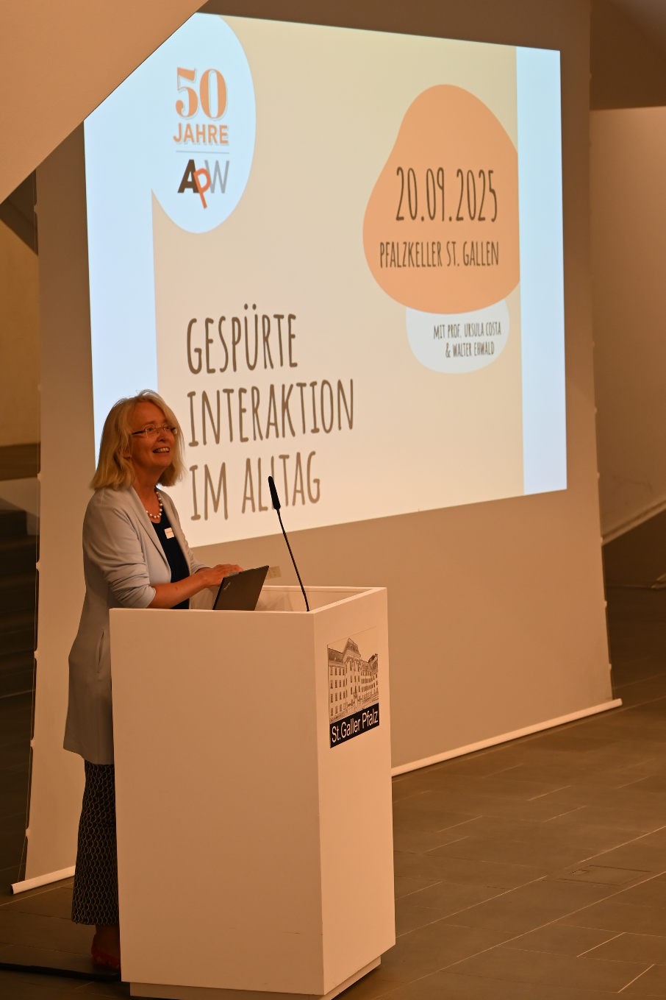 50
JAHRE
APW
20.09.2025
PFALZKELLER ST. GALLEN
MIT PROF. URSULA COSTA
& WALTER EHWALD
GESPÜRTE
INTERAKTION
IM ALLTAG
St.Galler Pfalz